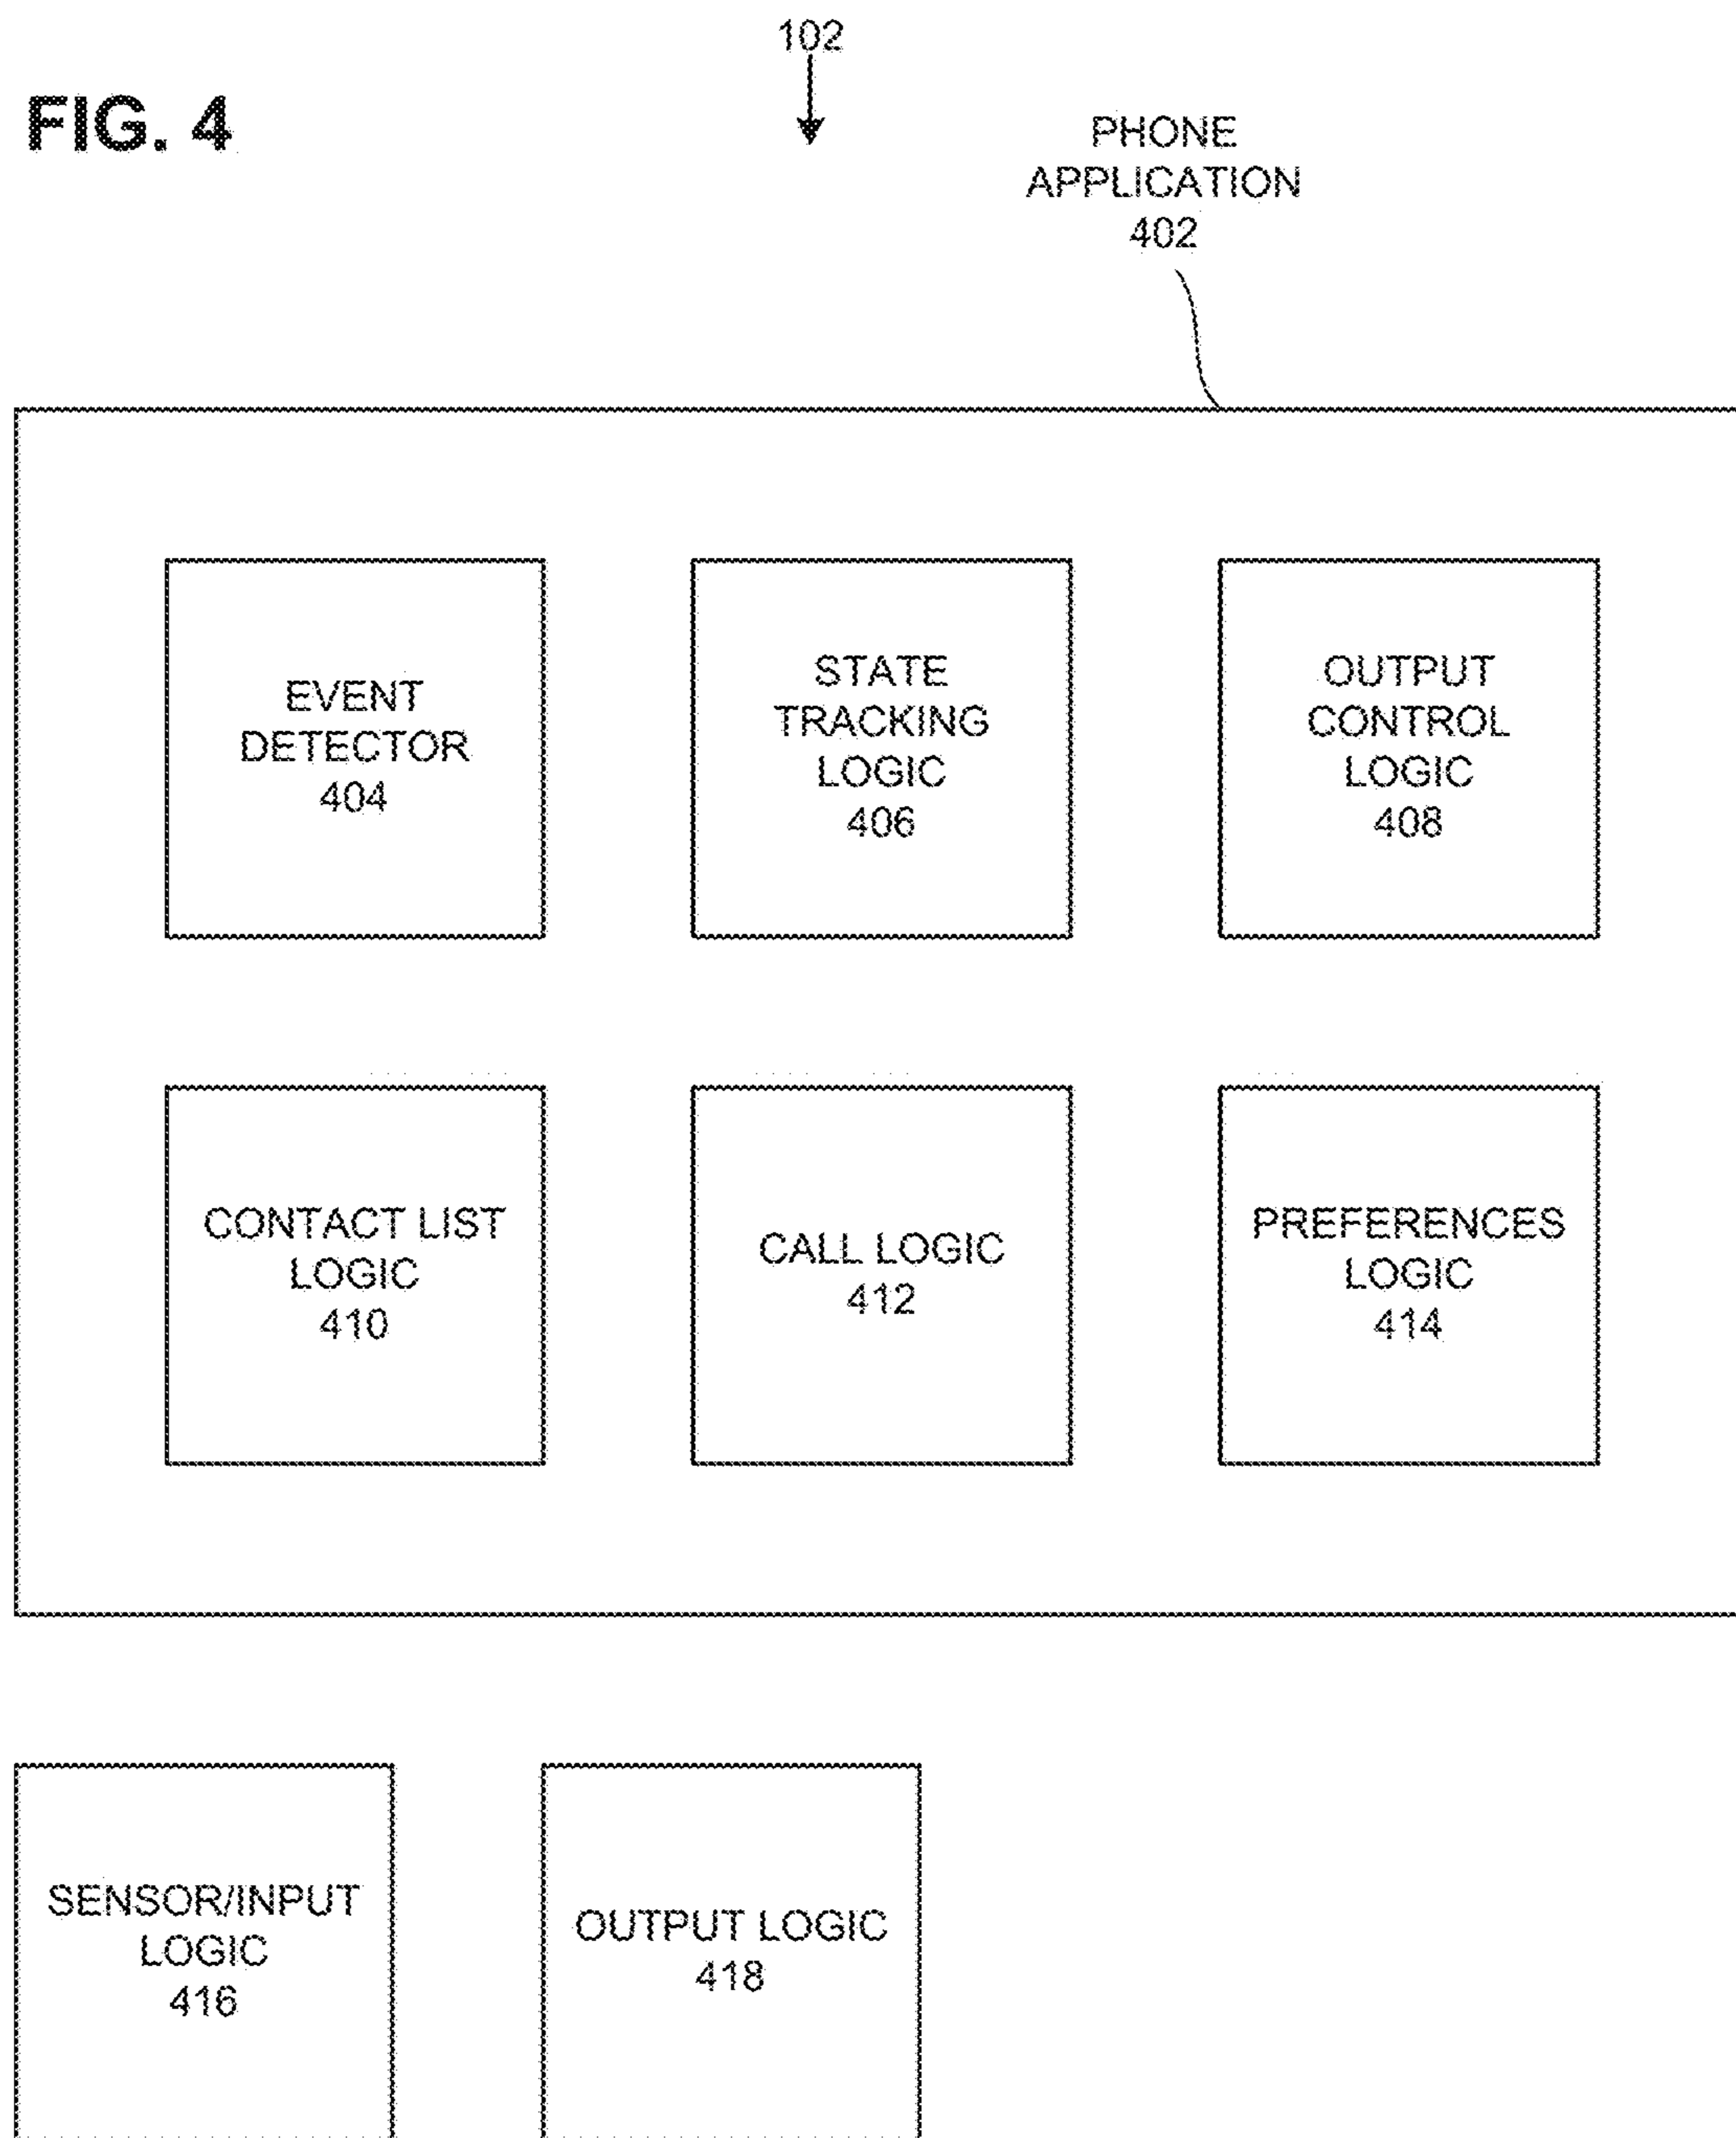 102
FIG. 4
PHONE
APPLICATION
402
EVENT
DETECTOR
404
STATE
TRACKING
LOGIC
406
OUTPUT
CONTROL
LOGIC
408
CONTACT LIST
LOGIC
410
CALL LOGIC
412
PREFERENCES
LOGIC
414
SENSOR/INPUT
LOGIC
416
OUTPUT LOGIC
418